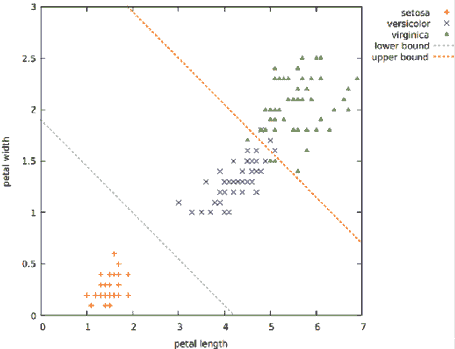 setosa
versicolor
virginica
lower bound
upper bound
3
2.5
2
1.5
1
0.5
0
petal width
0 1 2 3 4 5 6 7
petal length